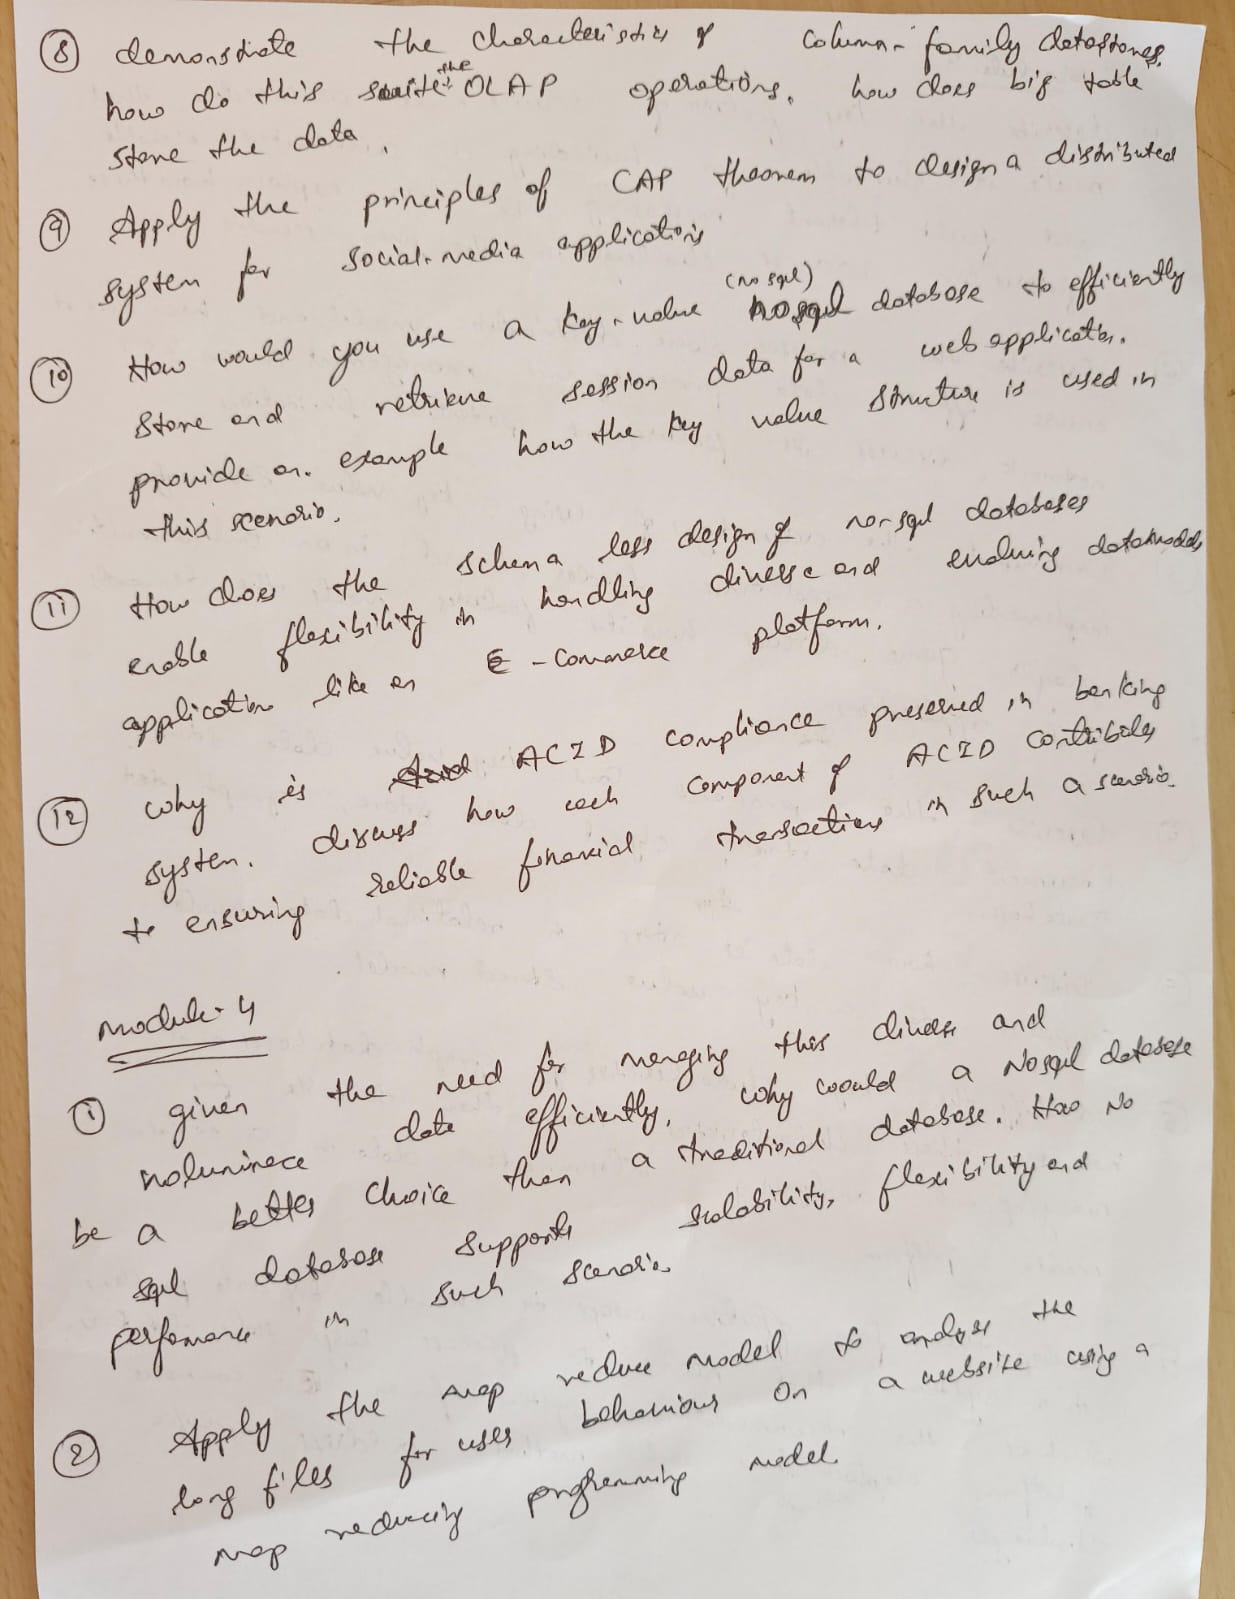 ⑧ demonstrate the characteristics of column-family datastores.
how do this suite the OLAP operations. how does big table
store the data.
⑨ Apply the principles of CAP theorem to design a distributed
system for social-media applications
⑩ How would you use a key-value (no sql) nosql database to efficiently
store and retrieve session data for a web application.
provide an example how the key value structure is used in
this scenario.
⑪ How does the schema less design of no-sql databases
enable flexibility in handling diverse and evolving datamodels
application like an E-commerce platform.
⑫ why is ACID compliance preserved in banking
system. discuss how each component of ACID contributes
to ensuring reliable financial transactions in such a scenario.
Module-4
① given the need for managing this diverse and
data efficiently, why would a Nosql database
be a better choice than a traditional database. How No
sql database supports scalability, flexibility and
performance in such scenario.
② Apply the map reduce model to analyse the
long files for user behaviour on a website using a
map reducing programming model.